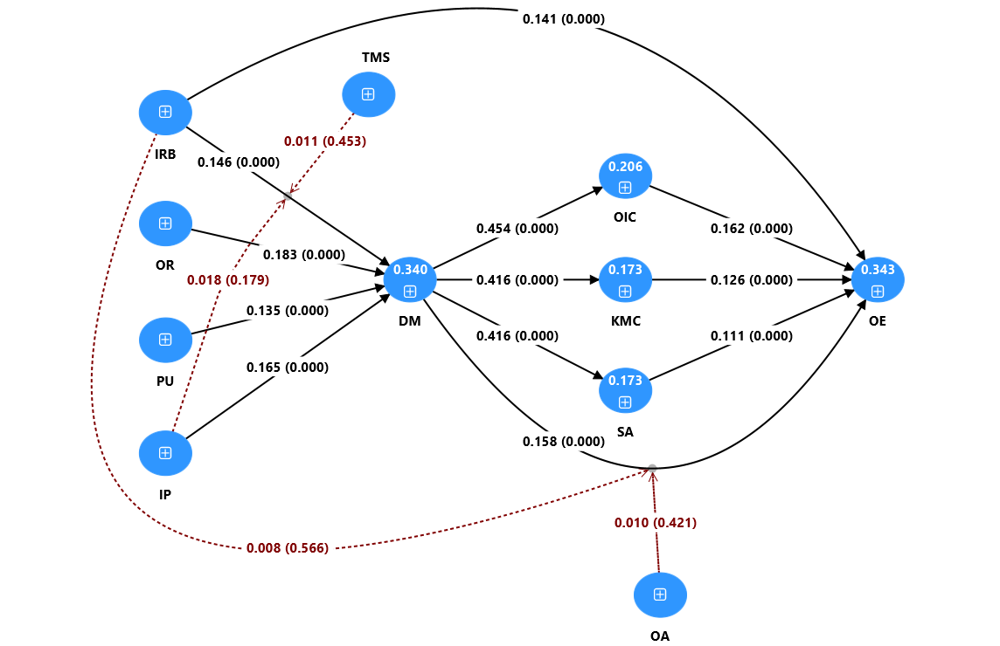 0.141 (0.000)
TMS
IRB
0.011 (0.453)
0.146 (0.000)
0.206
OIC
OR
0.454 (0.000)
0.162 (0.000)
0.183 (0.000)
0.018 (0.179)
0.340
DM
0.416 (0.000)
0.173
KMC
0.126 (0.000)
0.343
OE
0.135 (0.000)
0.416 (0.000)
0.111 (0.000)
PU
0.165 (0.000)
0.173
SA
0.158 (0.000)
IP
0.010 (0.421)
0.008 (0.566)
OA